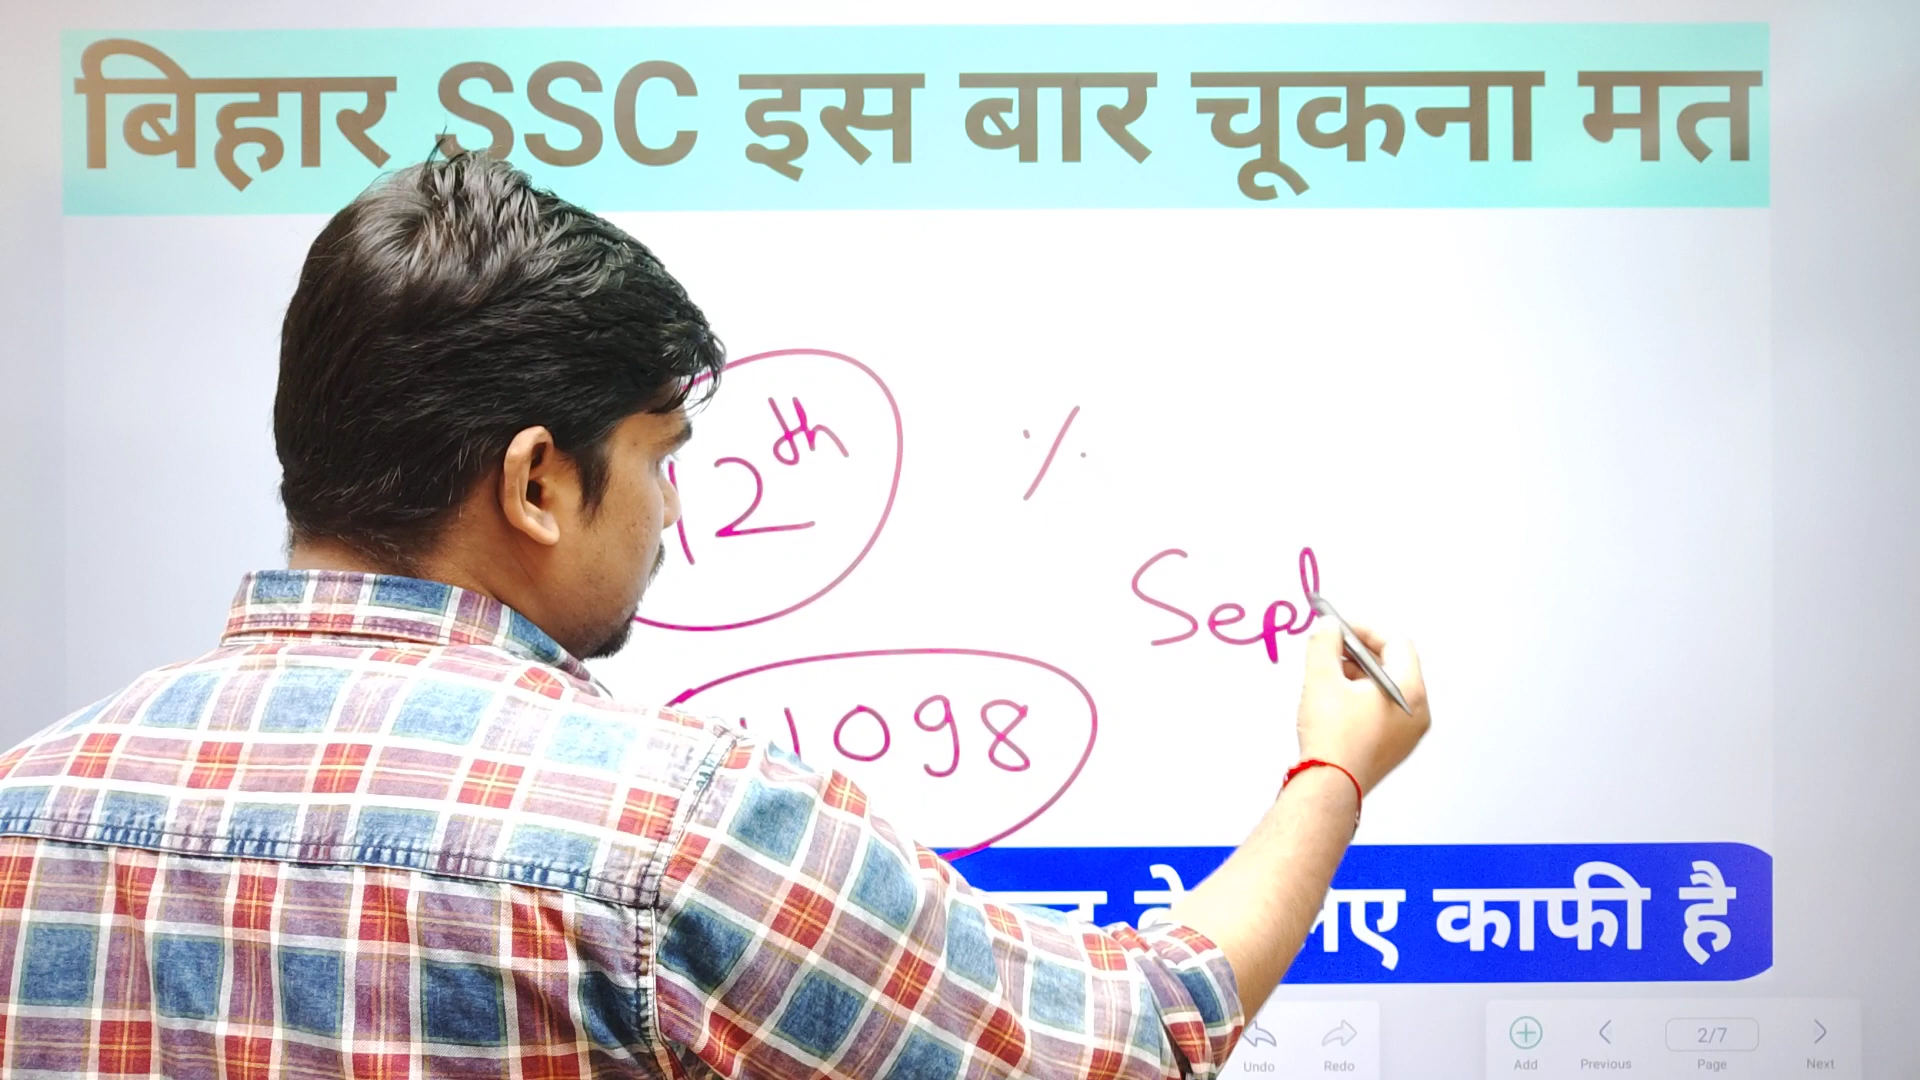 बिहार SSC इस बार चूकना मत
12th %
Sept
1098
लिए काफी है
Undo Redo Add Previous 2/7 Page Next